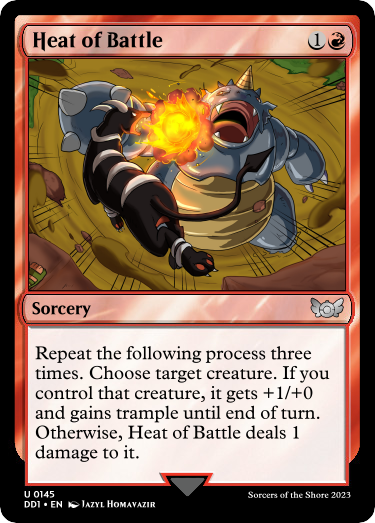 Heat of Battle 1
Sorcery
Repeat the following process three
times. Choose target creature. If you
control that creature, it gets +1/+0
and gains trample until end of turn.
Otherwise, Heat of Battle deals 1
damage to it.
U 0145
DD1 • EN Jazyl Homavazir
Sorcers of the Shore 2023